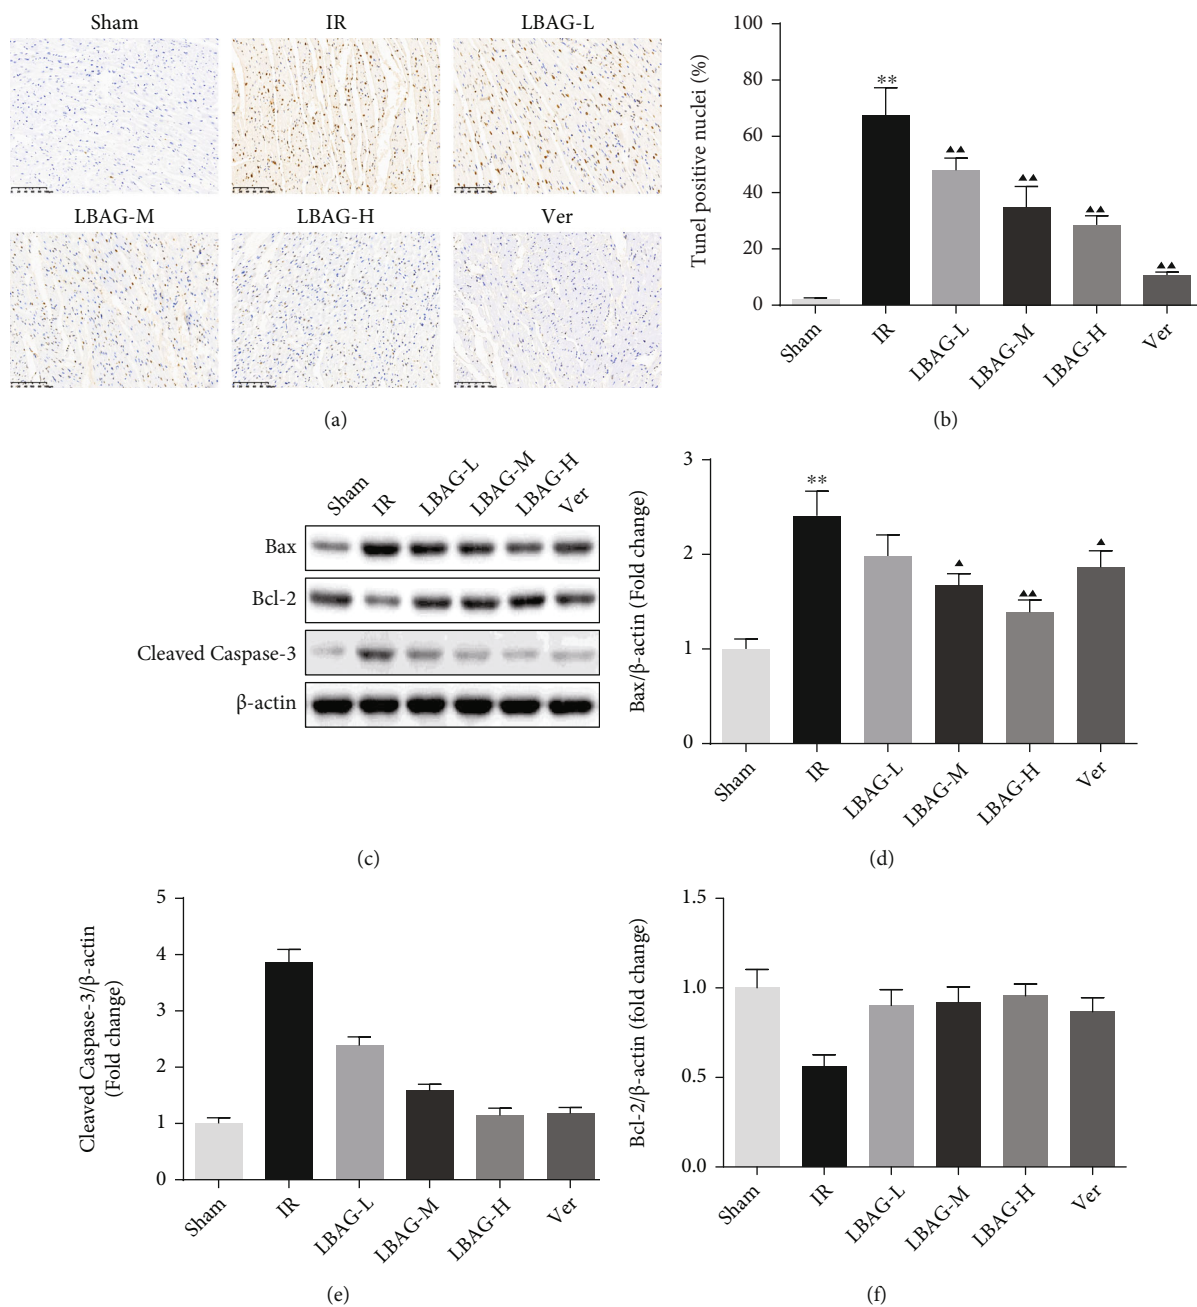 Sham IR LBAG-L
LBAG-M LBAG-H Ver
(a)
Tunel positive nuclei (%)
100
80
60
40
20
0
**
▲▲
▲▲
▲▲
▲▲
Sham IR LBAG-L LBAG-M LBAG-H Ver
(b)
Sham IR LBAG-L LBAG-M LBAG-H Ver
Bax
Bcl-2
Cleaved Caspase-3
β-actin
(c)
Bax/β-actin (Fold change)
3
2
1
0
**
▲
▲▲
▲
Sham IR LBAG-L LBAG-M LBAG-H Ver
(d)
Cleaved Caspase-3/β-actin
(Fold change)
5
4
3
2
1
0
Sham IR LBAG-L LBAG-M LBAG-H Ver
(e)
Bcl-2/β-actin (fold change)
1.5
1.0
0.5
0.0
Sham IR LBAG-L LBAG-M LBAG-H Ver
(f)